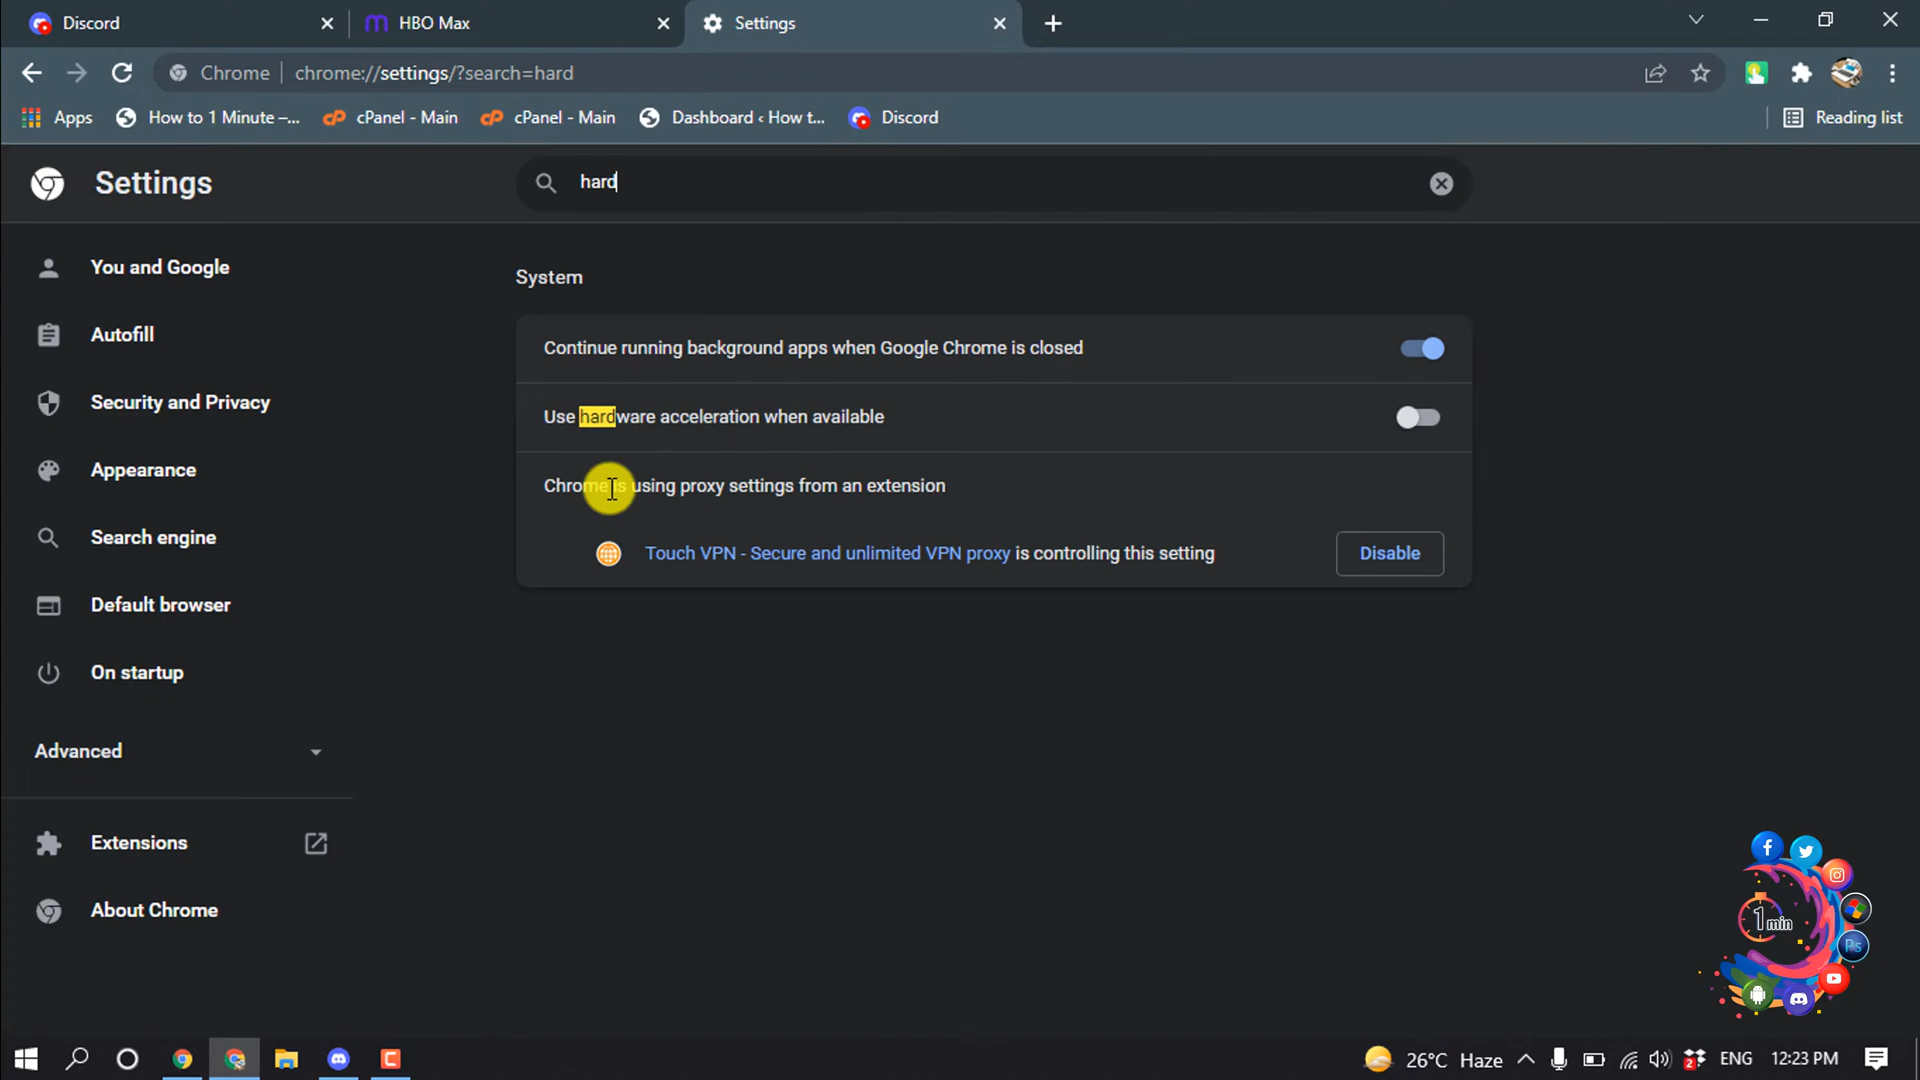 Discord
HBO Max
Settings
Chrome
chrome://settings/?search=hard
Apps
How to 1 Minute –...
cPanel - Main
cPanel - Main
Dashboard ‹ How t...
Discord
Reading list
Settings
hard
You and Google
Autofill
Security and Privacy
Appearance
Search engine
Default browser
On startup
Advanced
Extensions
About Chrome
System
Continue running background apps when Google Chrome is closed
Use hardware acceleration when available
Chrome is using proxy settings from an extension
Touch VPN - Secure and unlimited VPN proxy is controlling this setting
Disable
1 min
Ps
26°C Haze
2
ENG
12:23 PM